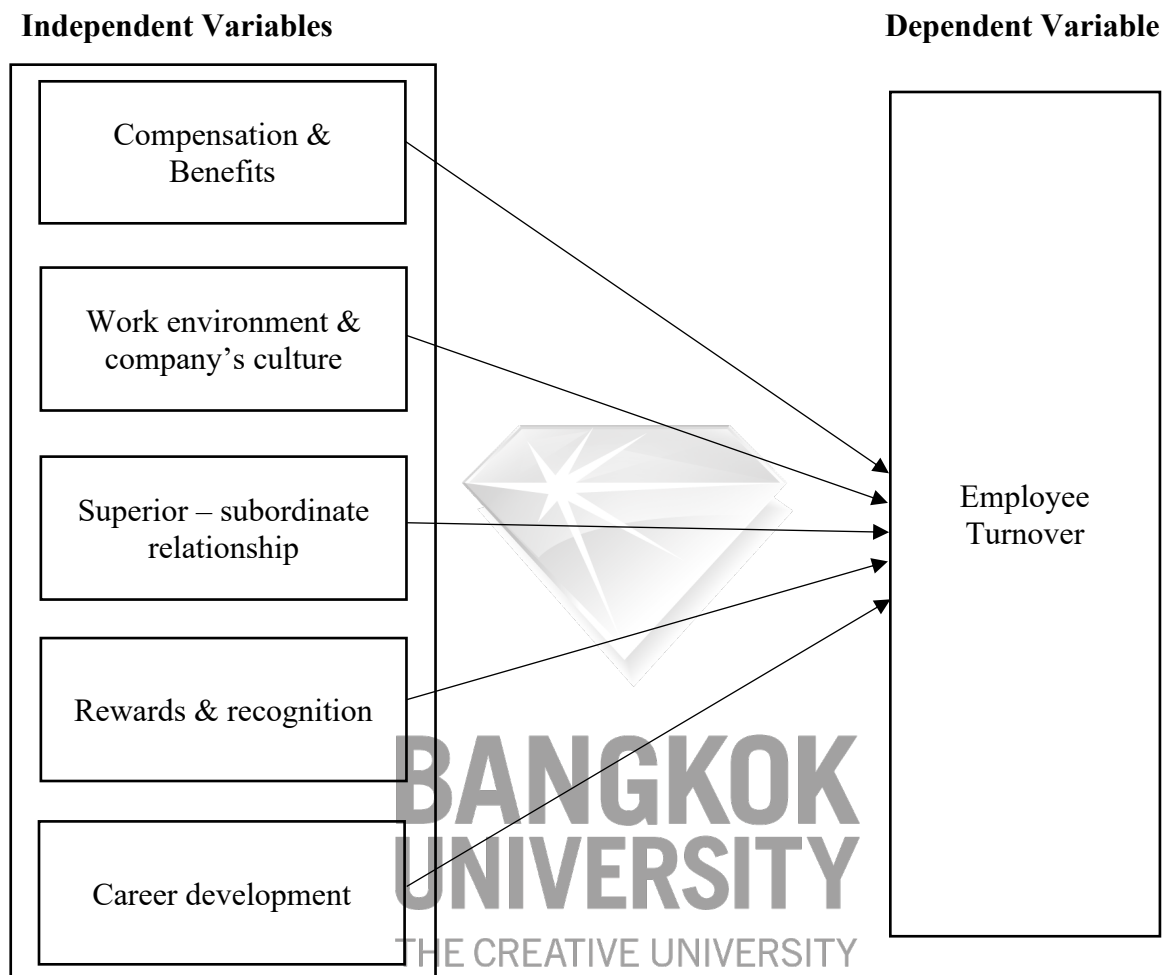 Independent Variables
Dependent Variable
Compensation &
Benefits
Work environment &
company’s culture
Superior – subordinate
relationship
Employee
Turnover
Rewards & recognition
Career development
BANGKOK
UNIVERSITY
THE CREATIVE UNIVERSITY